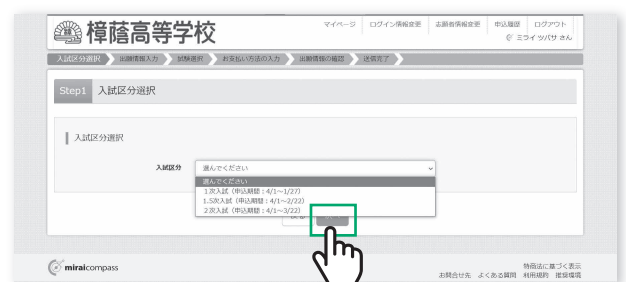 樟蔭高等学校
マイページ ログイン情報変更 志願者情報変更 申込履歴 ログアウト
ミライ ツバサ さん
入試区分選択 出願情報入力 試験選択 お支払い方法の入力 出願情報の確認 送信完了
Step1 入試区分選択
入試区分選択
入試区分 選んでください
選んでください
1次入試(申込期間:4/1~1/27)
1.5次入試(申込期間:4/1~2/22)
2次入試(申込期間:4/1~3/22)
miraicompass
特商法に基づく表示
お問合せ先 よくある質問 利用規約 推奨環境